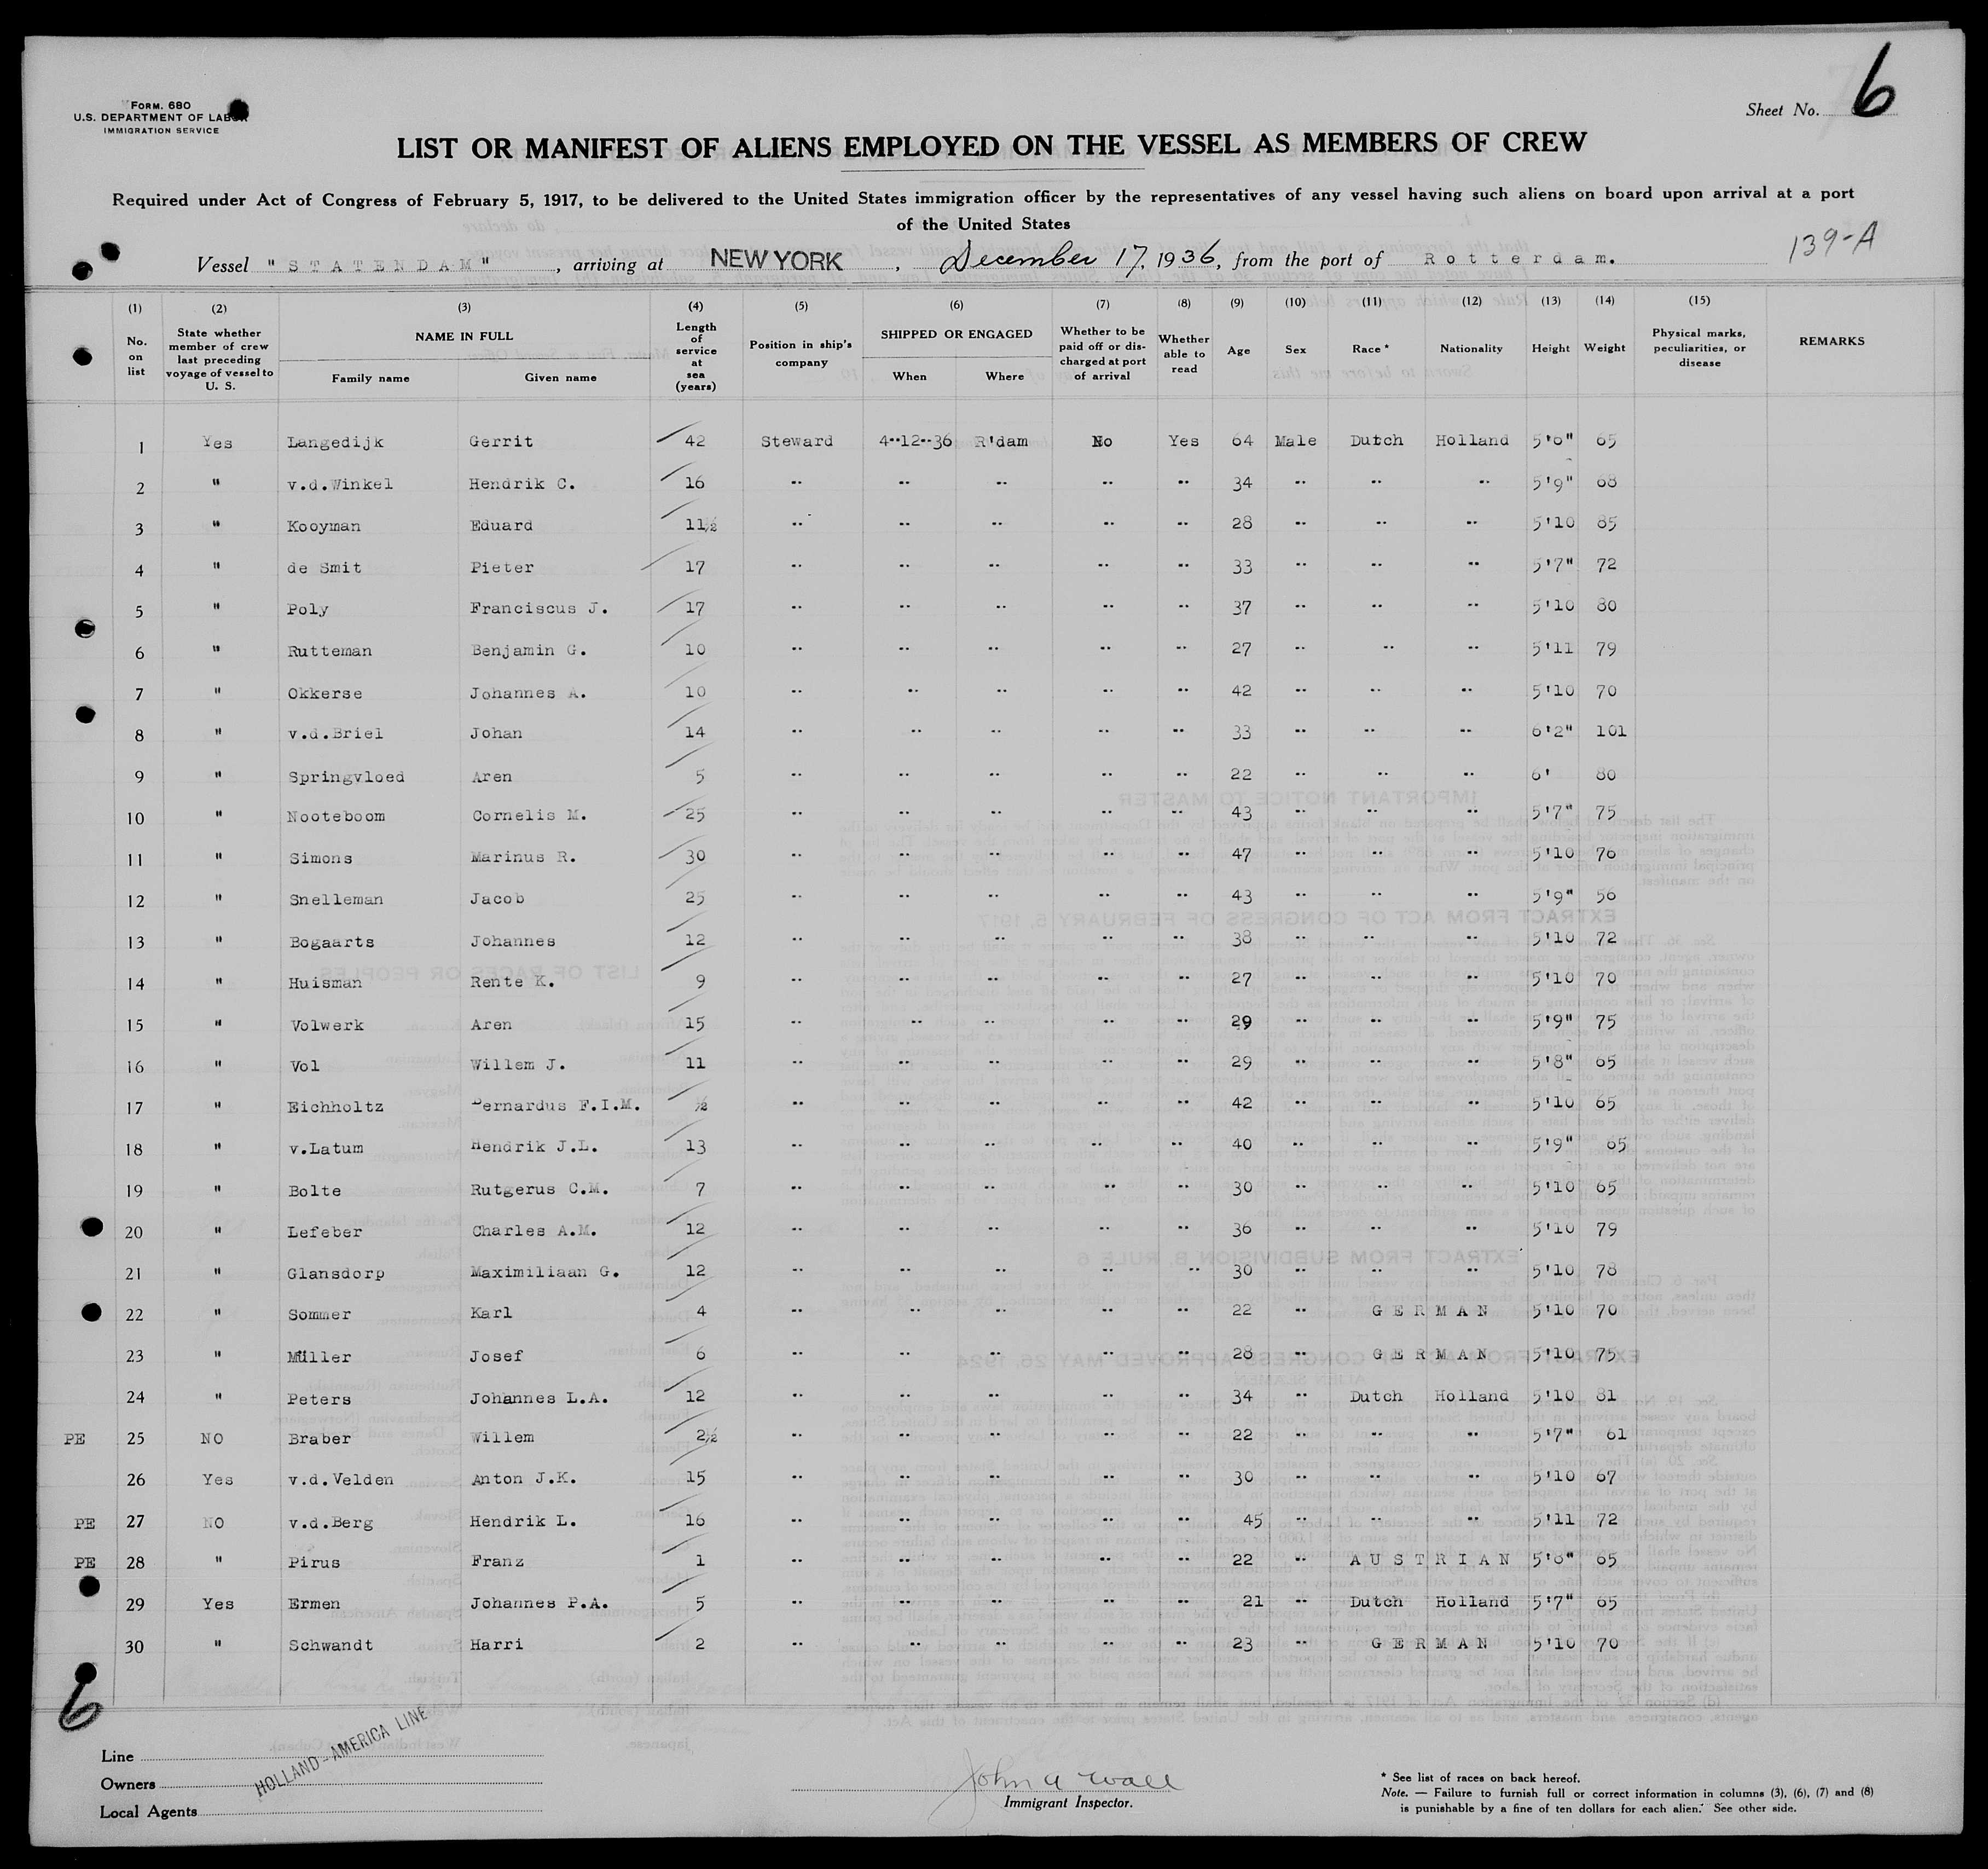 FORM. 680
U.S. DEPARTMENT OF LABOR
IMMIGRATION SERVICE
Sheet No. 6
LIST OR MANIFEST OF ALIENS EMPLOYED ON THE VESSEL AS MEMBERS OF CREW
Required under Act of Congress of February 5, 1917, to be delivered to the United States immigration officer by the representatives of any vessel having such aliens on board upon arrival at a port
of the United States
139-A
Vessel "STATENDAM", arriving at NEW YORK, December 17, 1936, from the port of Rotterdam.
(1) (2) (3) (4) (5) (6) (7) (8) (9) (10) (11) (12) (13) (14) (15)
No. on list | State whether member of crew last preceding voyage of vessel to U. S. | NAME IN FULL Family name Given name | Length of service at sea (years) | Position in ship's company | SHIPPED OR ENGAGED When Where | Whether to be paid off or discharged at port of arrival | Whether able to read | Age | Sex | Race * | Nationality | Height | Weight | Physical marks, peculiarities, or disease | REMARKS
1 Yes Langedijk Gerrit 42 Steward 4-12-36 R'dam No Yes 64 Male Dutch Holland 5'6" 65
2 " v.d.Winkel Hendrik C. 16 -- -- -- -- -- 34 -- -- -- 5'9" 68
3 " Kooyman Eduard 11½ -- -- -- -- -- 28 -- -- -- 5'10 85
4 " de Smit Pieter 17 -- -- -- -- -- 33 -- -- -- 5'7" 72
5 " Poly Franciscus J. 17 -- -- -- -- -- 37 -- -- -- 5'10 80
6 " Rutteman Benjamin G. 10 -- -- -- -- -- 27 -- -- -- 5'11 79
7 " Okkerse Johannes A. 10 -- -- -- -- -- 42 -- -- -- 5'10 70
8 " v.d.Briel Johan 14 -- -- -- -- -- 33 -- -- -- 6'2" 101
9 " Springvloed Aren 5 -- -- -- -- -- 22 -- -- -- 6' 80
10 " Nooteboom Cornelis M. 25 -- -- -- -- -- 43 -- -- -- 5'7" 75
11 " Simons Marinus R. 30 -- -- -- -- -- 47 -- -- -- 5'10 76
12 " Snelleman Jacob 25 -- -- -- -- -- 43 -- -- -- 5'9" 56
13 " Bogaarts Johannes 12 -- -- -- -- -- 38 -- -- -- 5'10 72
14 " Huisman Rente K. 9 -- -- -- -- -- 27 -- -- -- 5'10 70
15 " Volwerk Aren 15 -- -- -- -- -- 29 -- -- -- 5'9" 75
16 " Vol Willem J. 11 -- -- -- -- -- 29 -- -- -- 5'8" 65
17 " Eichholtz Bernardus F.I.M. ½ -- -- -- -- -- 42 -- -- -- 5'10 65
18 " v.Latum Hendrik J.L. 13 -- -- -- -- -- 40 -- -- -- 5'9" 65
19 " Bolte Rutgerus C.M. 7 -- -- -- -- -- 30 -- -- -- 5'10 65
20 " Lefeber Charles A.M. 12 -- -- -- -- -- 36 -- -- -- 5'10 79
21 " Glansdorp Maximiliaan G. 12 -- -- -- -- -- 30 -- -- -- 5'10 78
22 " Sommer Karl 4 -- -- -- -- -- 22 -- GERMAN 5'10 70
23 " Müller Josef 6 -- -- -- -- -- 28 -- GERMAN 5'10 75
24 " Peters Johannes L.A. 12 -- -- -- -- -- 34 -- Dutch Holland 5'10 81
PE 25 NO Braber Willem 2½ -- -- -- -- -- 22 -- -- -- 5'7" 61
26 Yes v.d.Velden Anton J.K. 15 -- -- -- -- -- 30 -- -- -- 5'10 67
PE 27 NO v.d.Berg Hendrik L. 16 -- -- -- -- -- 45 -- -- -- 5'11 72
PE 28 " Pirus Franz 1 -- -- -- -- -- 22 -- AUSTRIAN 5'6" 65
29 Yes Ermen Johannes P.A. 5 -- -- -- -- -- 21 -- Dutch Holland 5'7" 65
30 " Schwandt Harri 2 -- -- -- -- -- 23 -- GERMAN 5'10 70
6
Line
Owners
Local Agents
HOLLAND-AMERICA LINE
John A Wall
Immigrant Inspector.
* See list of races on back hereof.
Note. — Failure to furnish full or correct information in columns (3), (6), (7) and (8)
is punishable by a fine of ten dollars for each alien. See other side.